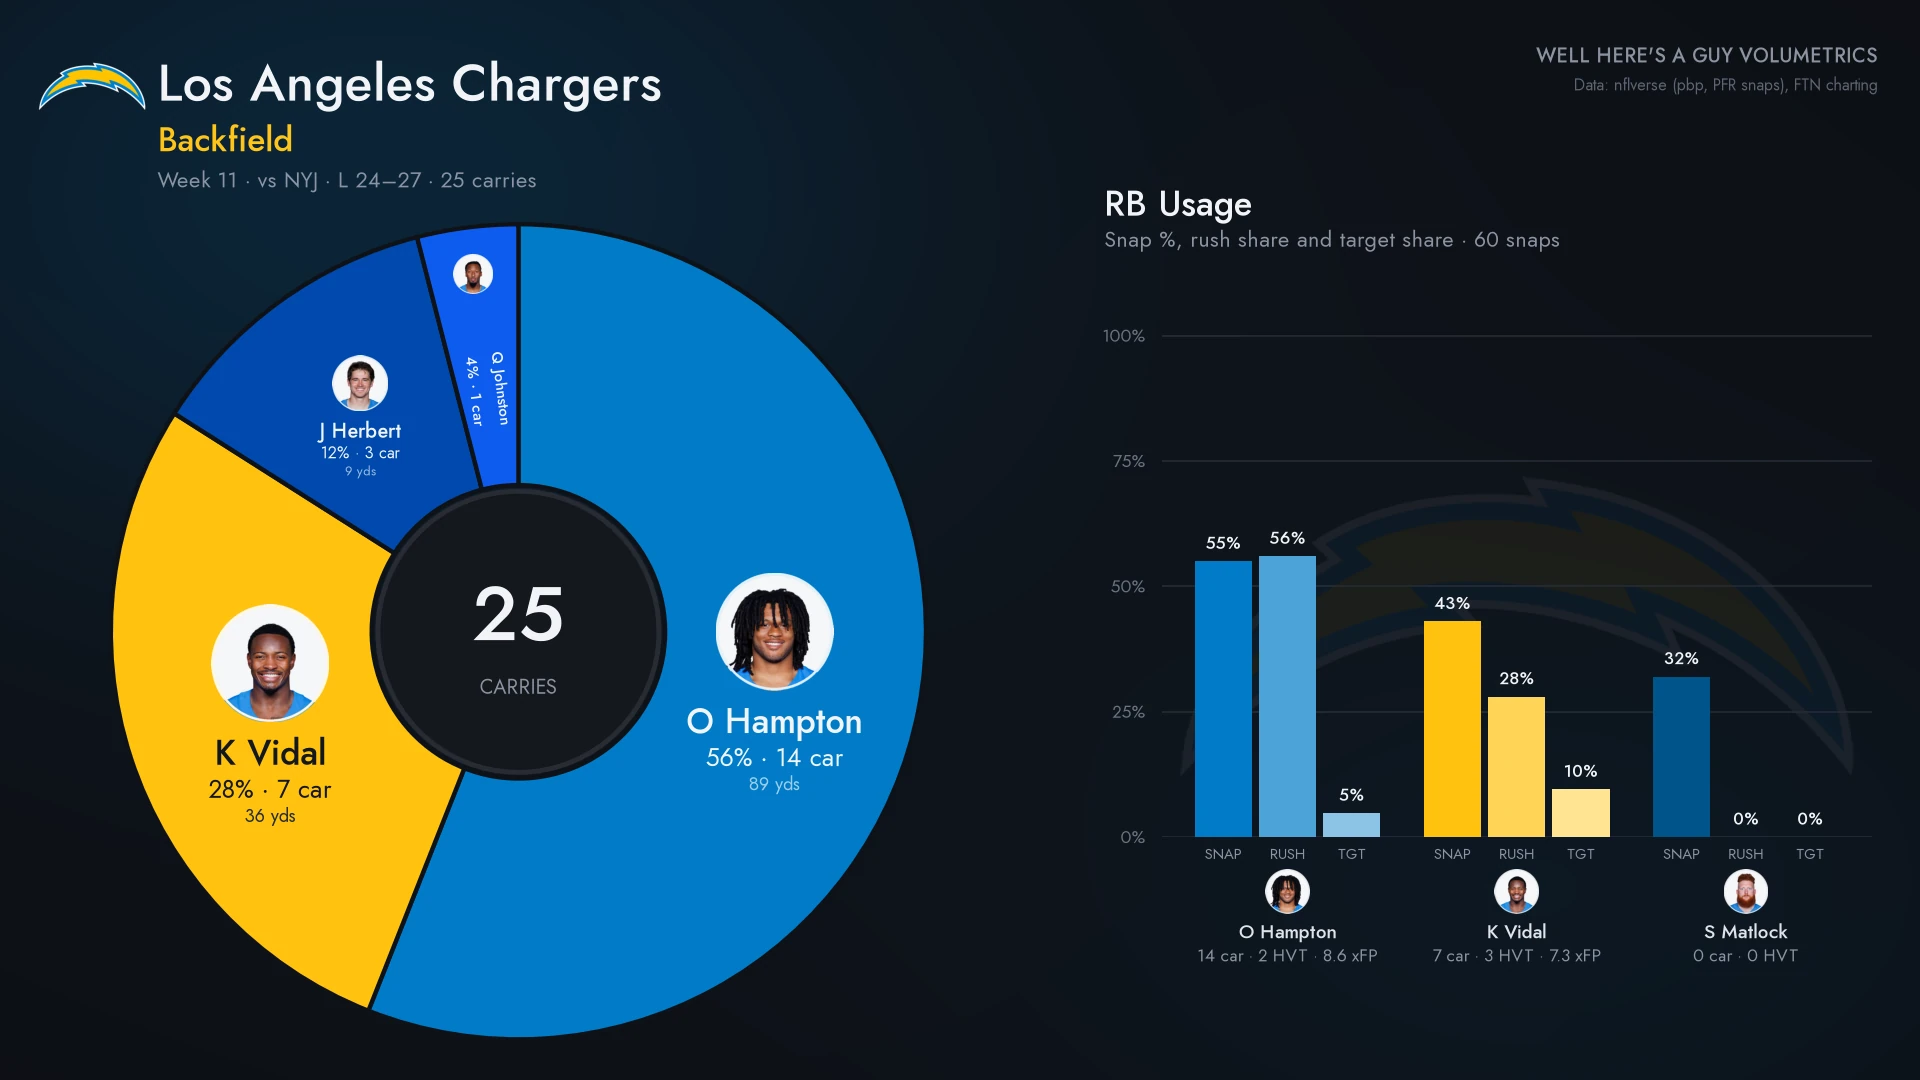 Los Angeles Chargers
Backfield
Week 11 · vs NYJ · L 24–27 · 25 carries
WELL HERE'S A GUY VOLUMETRICS
Data: nflverse (pbp, PFR snaps), FTN charting
Q Johnston
4% · 1 car
J Herbert
12% · 3 car
9 yds
K Vidal
28% · 7 car
36 yds
25
CARRIES
O Hampton
56% · 14 car
89 yds
RB Usage
Snap %, rush share and target share · 60 snaps
100%
75%
50%
25%
0%
55%
56%
5%
43%
28%
10%
32%
0%
0%
SNAP RUSH TGT
SNAP RUSH TGT
SNAP RUSH TGT
O Hampton
14 car · 2 HVT · 8.6 xFP
K Vidal
7 car · 3 HVT · 7.3 xFP
S Matlock
0 car · 0 HVT